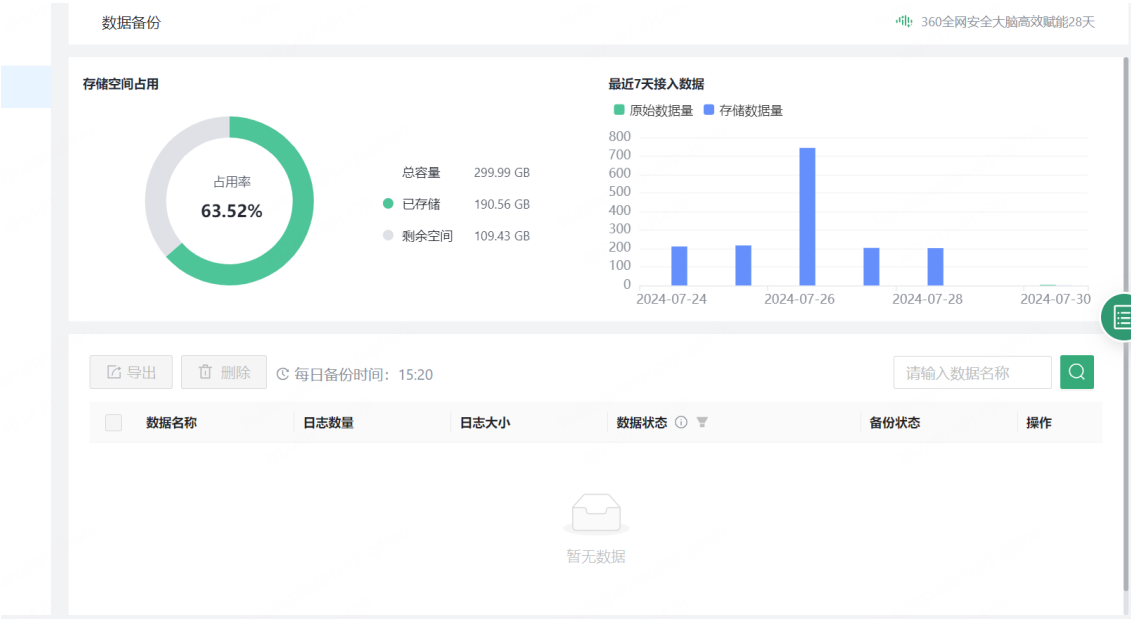 数据备份
360全网安全大脑高效赋能28天
存储空间占用
占用率
63.52%
总容量 299.99 GB
已存储 190.56 GB
剩余空间 109.43 GB
最近7天接入数据
原始数据量 存储数据量
800
700
600
500
400
300
200
100
0
2024-07-24 2024-07-26 2024-07-28 2024-07-30
导出 删除 每日备份时间：15:20 请输入数据名称
数据名称 日志数量 日志大小 数据状态 备份状态 操作
暂无数据